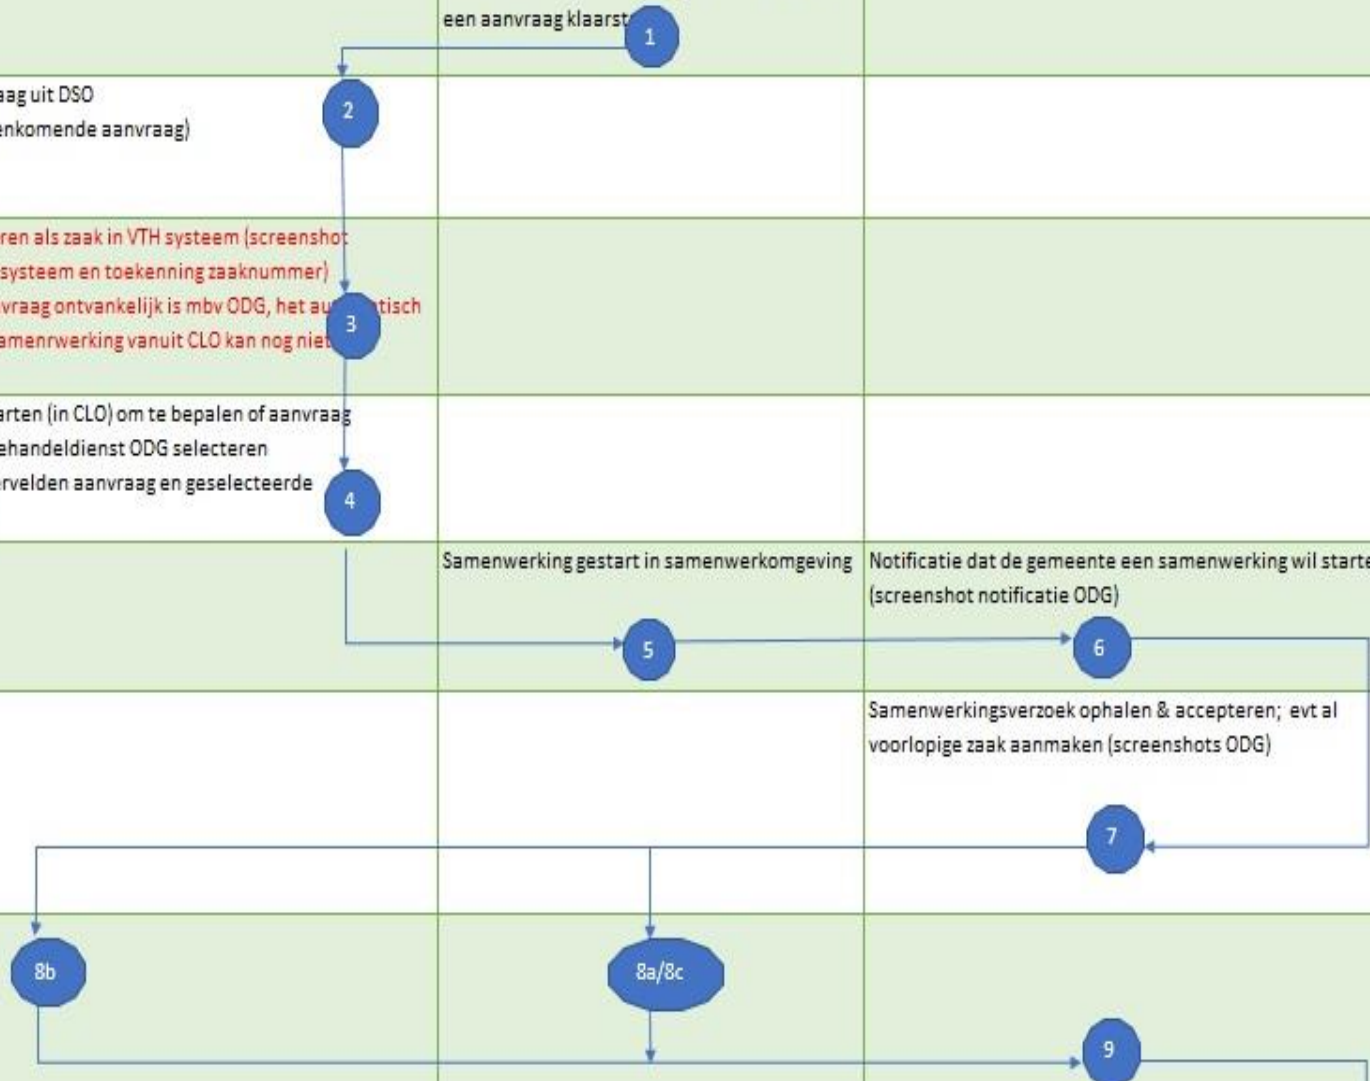 een aanvraag klaarst
1
aag uit DSO
enkomende aanvraag)
2
ren als zaak in VTH systeem (screenshot
systeem en toekenning zaaknummer)
vraag ontvankelijk is mbv ODG, het au tisch
amenrwerking vanuit CLO kan nog niet
3
arten (in CLO) om te bepalen of aanvraag
ehandeldienst ODG selecteren
ervelden aanvraag en geselecteerde
4
Samenwerking gestart in samenwerkomgeving
5
Notificatie dat de gemeente een samenwerking wil starte
(screenshot notificatie ODG)
6
Samenwerkingsverzoek ophalen & accepteren; evt al
voorlopige zaak aanmaken (screenshots ODG)
7
8b
8a/8c
9